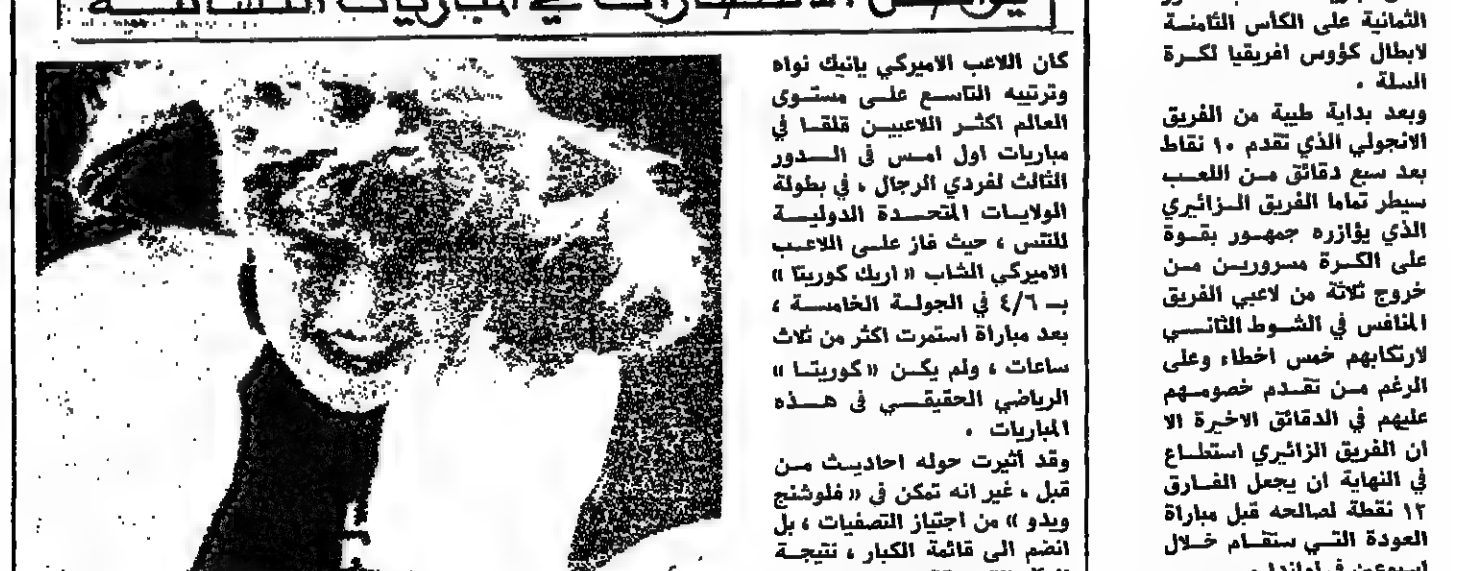 الثمانية على الكأس الثامنة
لابطال كؤوس افريقيا لكرة
السلة .
وبعد بداية طيبة من الفريق
الانجولي الذي تقدم ١٠ نقاط
بعد سبع دقائق من اللعب
سيطر تماما الفريق الزائيري
الذي يؤازره جمهور بقوة
على الكرة مسرورين من
خروج ثلاثة من لاعبي الفريق
المنافس في الشوط الثاني
لارتكابهم خمس اخطاء وعلى
الرغم من تقدم خصومهم
عليهم في الدقائق الاخيرة الا
ان الفريق الزائيري استطاع
في النهاية ان يجعل الفارق
١٢ نقطة لصالحه قبل مباراة
العودة التي ستقام خلال
في المباريات
كان اللاعب الاميركي يانيك نواه
وترتيبه التاسع على مستوى
العالم اكثر اللاعبين قلقا في
مباريات اول امس فى الدور
الثالث لفردي الرجال ، في بطولة
الولايات المتحدة الدولية
للتنس ، حيث فاز على اللاعب
الاميركي الشاب « اريك كوريتا »
بـ ٤/٦ في الجولة الخامسة ،
بعد مباراة استمرت اكثر من ثلاث
ساعات ، ولم يكن « كوريتا »
الرياضي الحقيقي فى هذه
المباريات .
وقد أثيرت حوله احاديث من
قبل ، غير انه تمكن في « فلوشنج
ويدو » من اجتياز التصفيات ، بل
انضم الى قائمة الكبار ، نتيجة